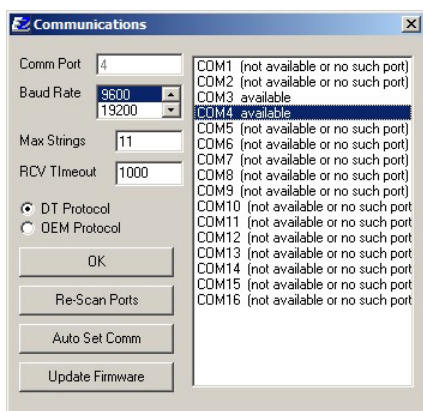 Communications
Comm Port 4
Baud Rate 9600
19200
Max Strings 11
RCV TImeout 1000
DT Protocol
OEM Protocol
OK
Re-Scan Ports
Auto Set Comm
Update Firmware
COM1 (not available or no such port)
COM2 (not available or no such port)
COM3 available
COM4 available
COM5 (not available or no such port)
COM6 (not available or no such port)
COM7 (not available or no such port)
COM8 (not available or no such port)
COM9 (not available or no such port)
COM10 (not available or no such port
COM11 (not available or no such port
COM12 (not available or no such port
COM13 (not available or no such port
COM14 (not available or no such port
COM15 (not available or no such port
COM16 (not available or no such port